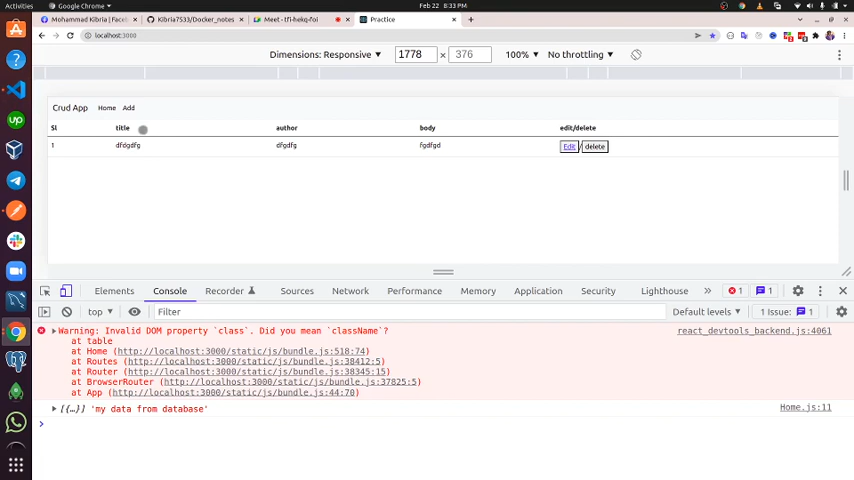 Activities
Google Chrome
Feb 22 8:33 PM
Mohammad Kibria | Faceb
Kibria7533/Docker_notes
Meet - tfi-hekq-foi
Practice
localhost:3000
Dimensions: Responsive
1778 × 376
100%
No throttling
Crud App
Home
Add
Sl title author body edit/delete
1 dfdgdfg dfgdfg fgdfgd Edit/ delete
Elements Console Recorder Sources Network Performance Memory Application Security Lighthouse » 1 1
top Filter Default levels 1 Issue: 1
Warning: Invalid DOM property `class`. Did you mean `className`? react_devtools_backend.js:4061
at table
at Home (http://localhost:3000/static/js/bundle.js:518:74)
at Routes (http://localhost:3000/static/js/bundle.js:38412:5)
at Router (http://localhost:3000/static/js/bundle.js:38345:15)
at BrowserRouter (http://localhost:3000/static/js/bundle.js:37825:5)
at App (http://localhost:3000/static/js/bundle.js:44:70)
[{…}] 'my data from database' Home.js:11